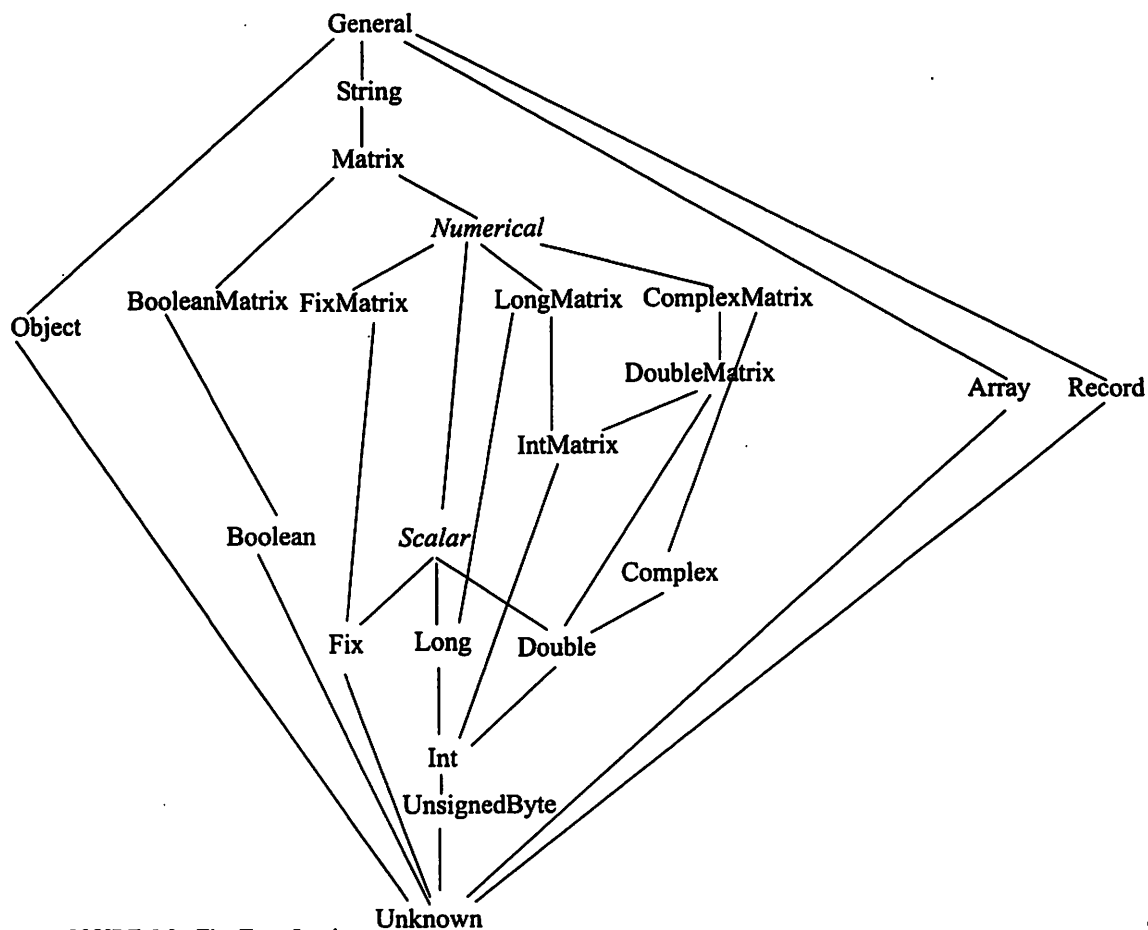 General
String
Matrix
Numerical
BooleanMatrix FixMatrix LongMatrix ComplexMatrix
Object
DoubleMatrix
Array Record
IntMatrix
Boolean Scalar
Complex
Fix Long Double
Int
UnsignedByte
Unknown